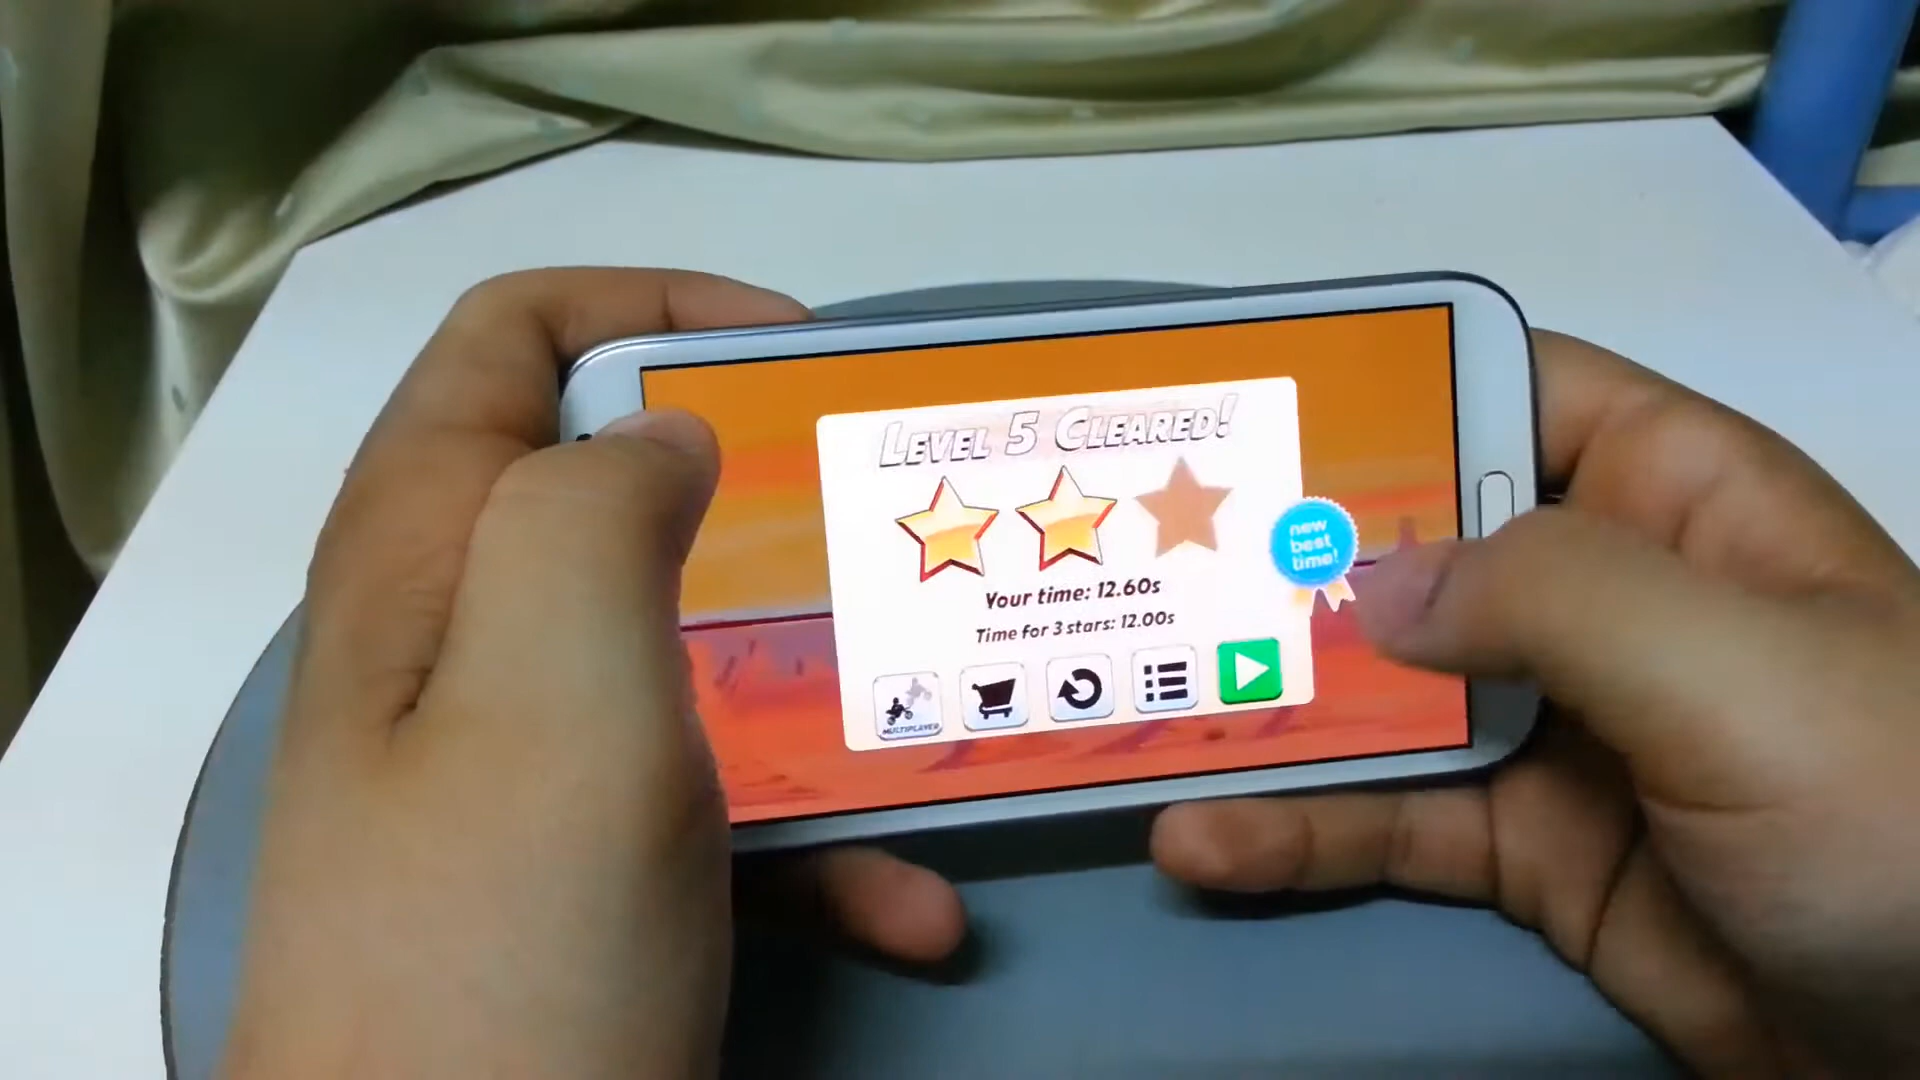 LEVEL 5 CLEARED!
new
best
time!
Your time: 12.60s
Time for 3 stars: 12.00s
MULTIPLAYER